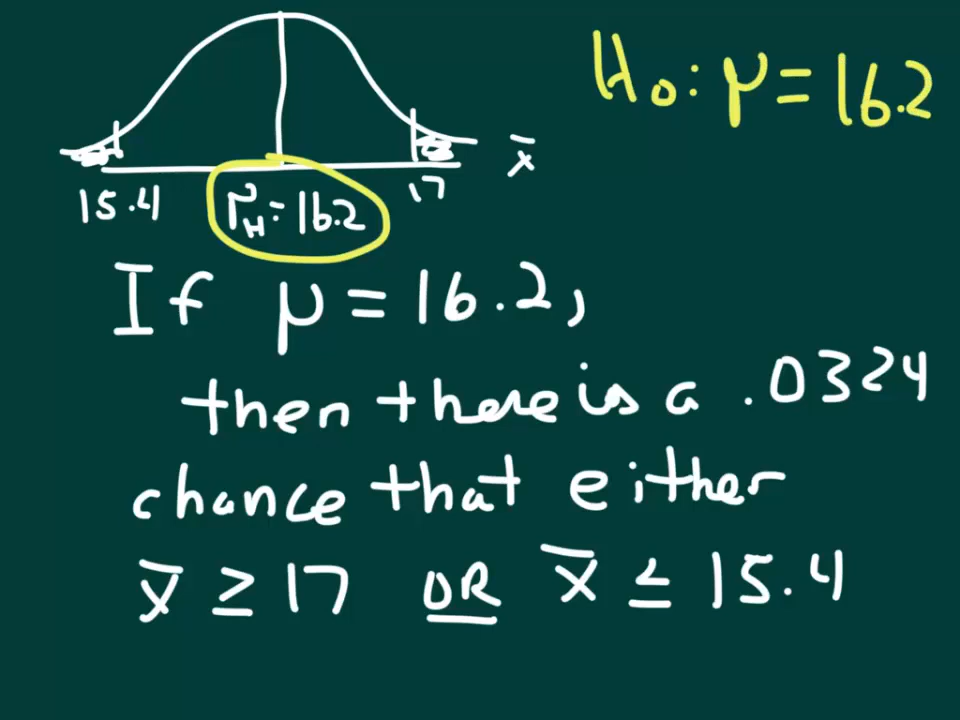 H₀: μ = 16.2
x̄
15.4
μ_H = 16.2
17
If μ = 16.2,
then there is a .0324
chance that either
x̄ ≥ 17 OR x̄ ≤ 15.4